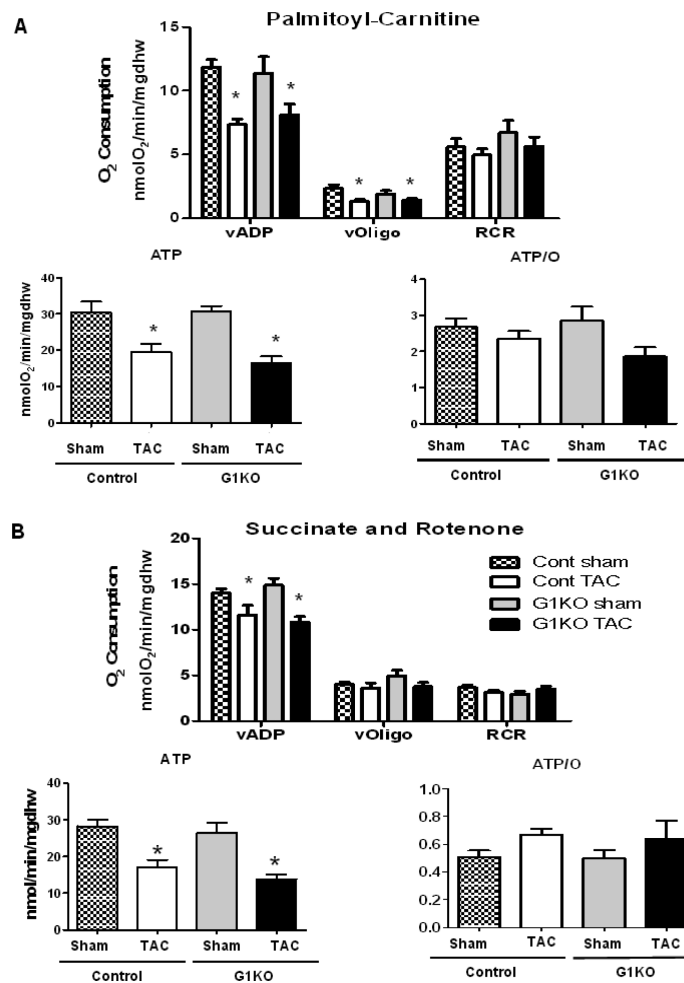 A
Palmitoyl-Carnitine
O2 Consumption
nmolO2/min/mgdhw
15
10
5
0
* * * *
vADP vOligo RCR
ATP
nmolO2/min/mgdhw
40
30
20
10
0
* *
Sham TAC Sham TAC
Control G1KO
ATP/O
4
3
2
1
0
Sham TAC Sham TAC
Control G1KO
B
Succinate and Rotenone
O2 Consumption
nmolO2/min/mgdhw
20
15
10
5
0
* *
vADP vOligo RCR
Cont sham
Cont TAC
G1KO sham
G1KO TAC
ATP
nmol/min/mgdhw
40
30
20
10
0
* *
Sham TAC Sham TAC
Control G1KO
ATP/O
1.0
0.8
0.6
0.4
0.2
0.0
Sham TAC Sham TAC
Control G1KO